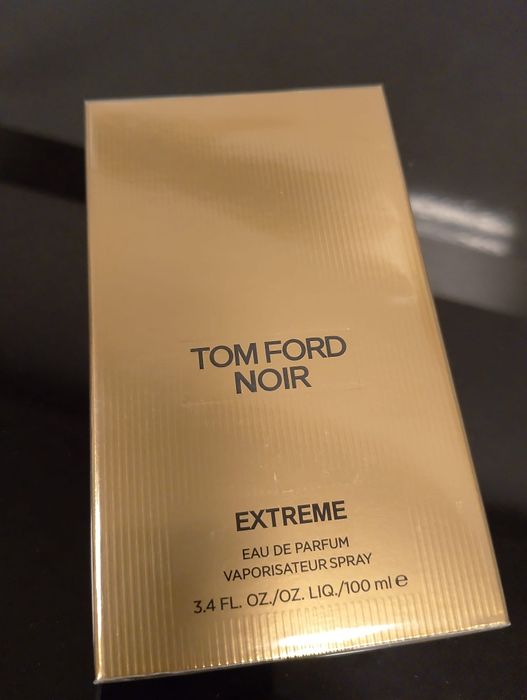 TOM FORD
NOIR
EXTREME
EAU DE PARFUM
VAPORISATEUR SPRAY
3.4 FL. OZ./OZ. LIQ./100 ml ℮